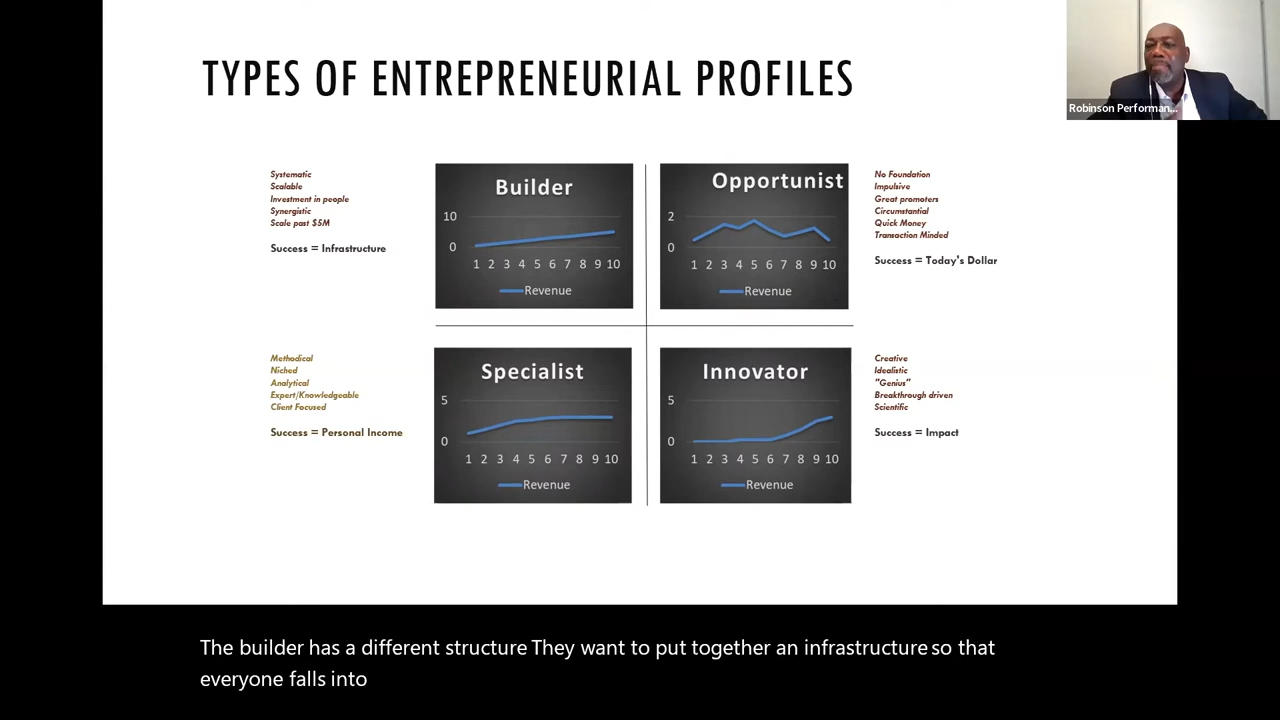 TYPES OF ENTREPRENEURIAL PROFILES
Robinson Performan...
Systematic
Scalable
Investment in people
Synergistic
Scale past $5M
Success = Infrastructure
Builder
10
0
1 2 3 4 5 6 7 8 9 10
Revenue
Opportunist
2
0
1 2 3 4 5 6 7 8 9 10
Revenue
No Foundation
Impulsive
Great promoters
Circumstantial
Quick Money
Transaction Minded
Success = Today's Dollar
Methodical
Niched
Analytical
Expert/Knowledgeable
Client Focused
Success = Personal Income
Specialist
5
0
1 2 3 4 5 6 7 8 9 10
Revenue
Innovator
5
0
1 2 3 4 5 6 7 8 9 10
Revenue
Creative
Idealistic
"Genius"
Breakthrough driven
Scientific
Success = Impact
The builder has a different structure They want to put together an infrastructure so that
everyone falls into